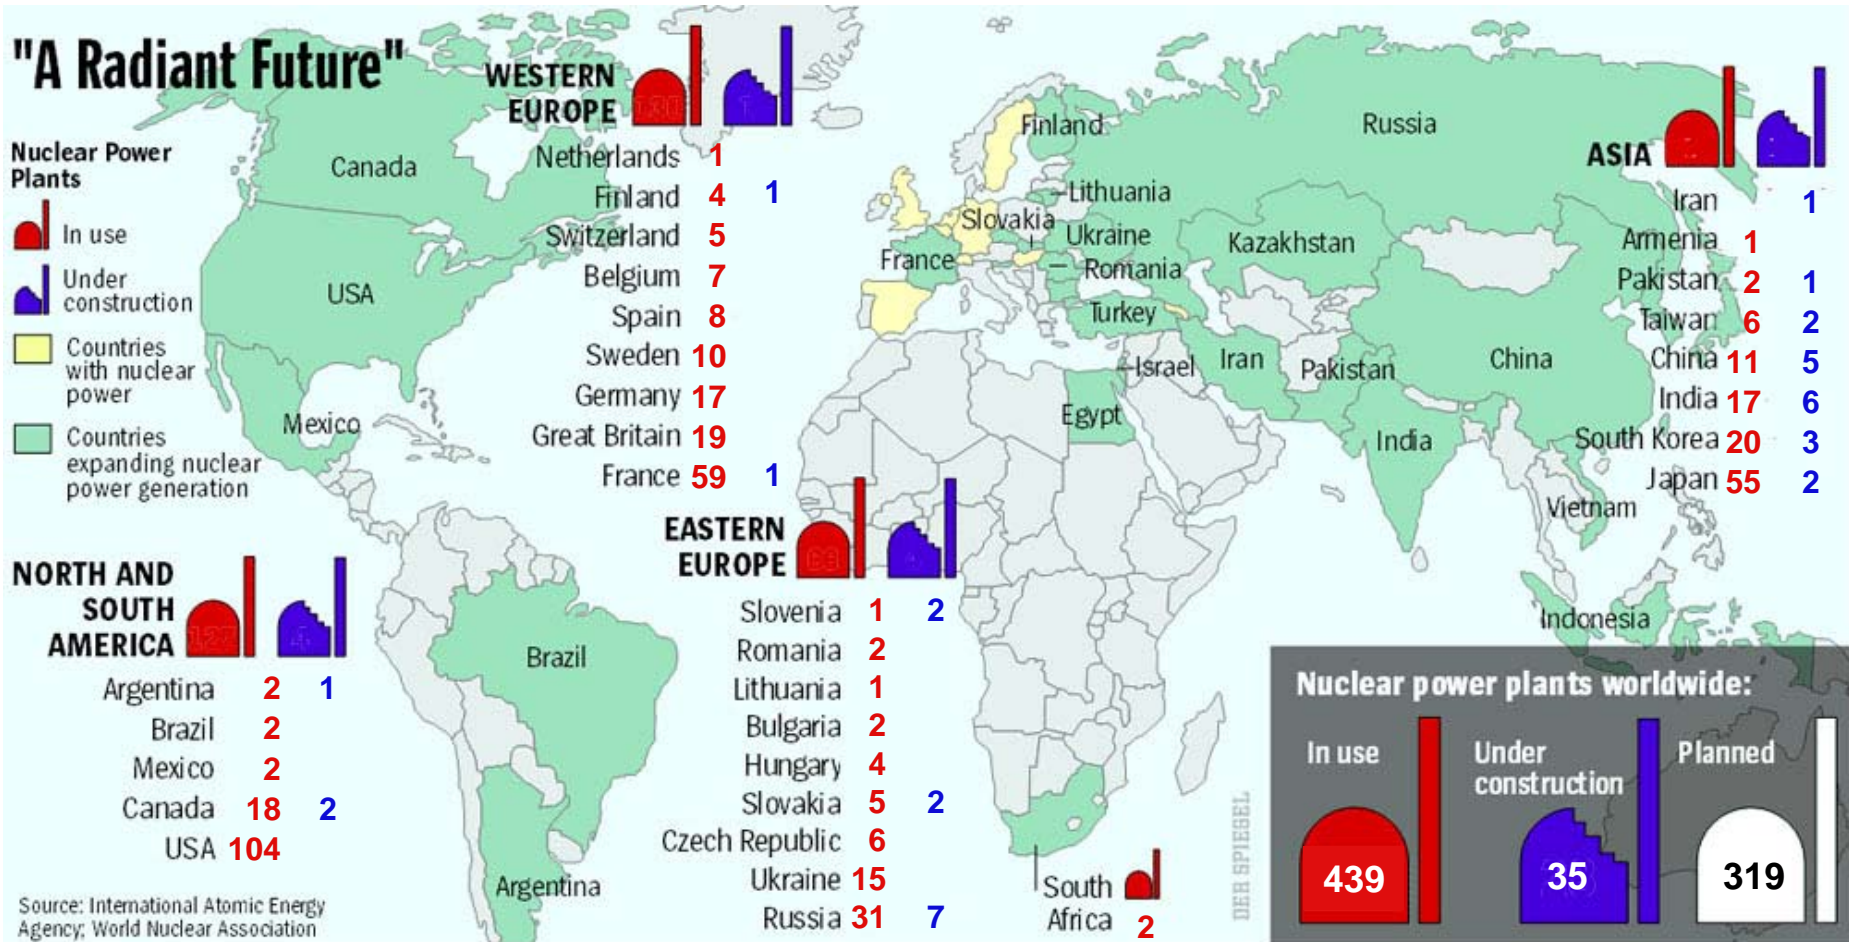 "A Radiant Future"
Nuclear Power
Plants
In use
Under
construction
Countries
with nuclear
power
Countries
expanding nuclear
power generation
WESTERN
EUROPE
Netherlands 1
Finland 4 1
Switzerland 5
Belgium 7
Spain 8
Sweden 10
Germany 17
Great Britain 19
France 59 1
ASIA
Iran 1
Armenia 1
Pakistan 2 1
Taiwan 6 2
China 11 5
India 17 6
South Korea 20 3
Japan 55 2
NORTH AND
SOUTH
AMERICA
Argentina 2 1
Brazil 2
Mexico 2
Canada 18 2
USA 104
EASTERN
EUROPE
Slovenia 1 2
Romania 2
Lithuania 1
Bulgaria 2
Hungary 4
Slovakia 5 2
Czech Republic 6
Ukraine 15
Russia 31 7
South
Africa 2
Canada
USA
Mexico
Brazil
Argentina
Finland
Russia
Lithuania
Slovakia
Ukraine
France
Romania
Kazakhstan
Turkey
Israel
Iran
Pakistan
China
Egypt
India
Vietnam
Indonesia
Nuclear power plants worldwide:
In use
Under
construction
Planned
439
35
319
DER SPIEGEL
Source: International Atomic Energy
Agency; World Nuclear Association